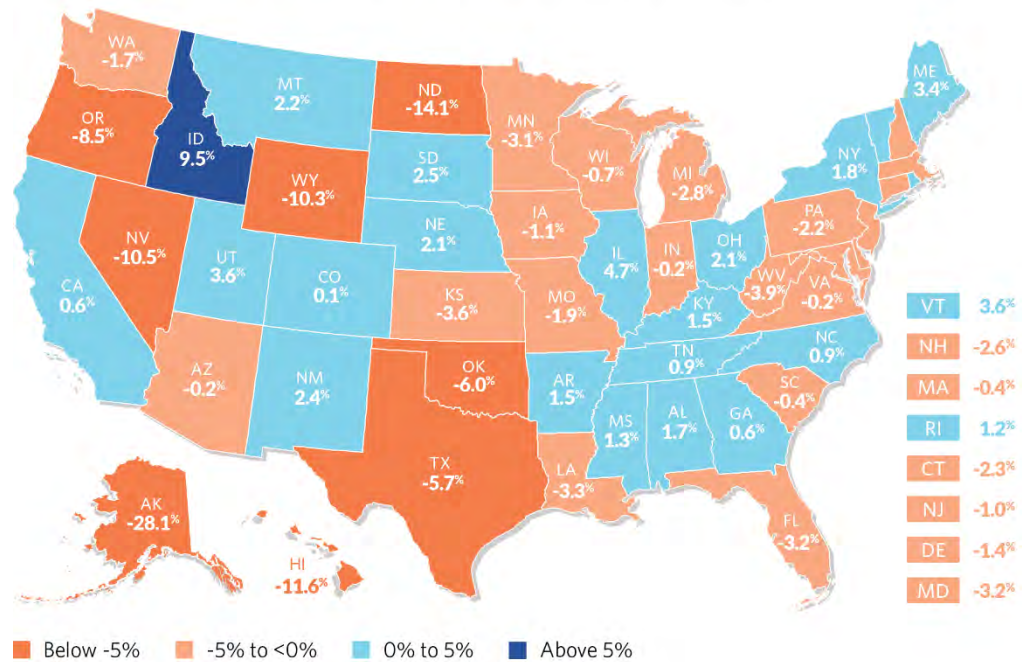 WA
-1.7%
OR
-8.5%
ID
9.5%
MT
2.2%
ND
-14.1%
MN
-3.1%
WI
-0.7%
MI
-2.8%
ME
3.4%
NY
1.8%
SD
2.5%
WY
-10.3%
NV
-10.5%
UT
3.6%
CA
0.6%
CO
0.1%
NE
2.1%
IA
-1.1%
IL
4.7%
IN
-0.2%
OH
2.1%
PA
-2.2%
WV
-3.9%
VA
-0.2%
KS
-3.6%
MO
-1.9%
KY
1.5%
NC
0.9%
TN
0.9%
AZ
-0.2%
NM
2.4%
OK
-6.0%
AR
1.5%
SC
-0.4%
MS
1.3%
AL
1.7%
GA
0.6%
TX
-5.7%
LA
-3.3%
FL
-3.2%
AK
-28.1%
HI
-11.6%
VT 3.6%
NH -2.6%
MA -0.4%
RI 1.2%
CT -2.3%
NJ -1.0%
DE -1.4%
MD -3.2%
Below -5% -5% to <0% 0% to 5% Above 5%